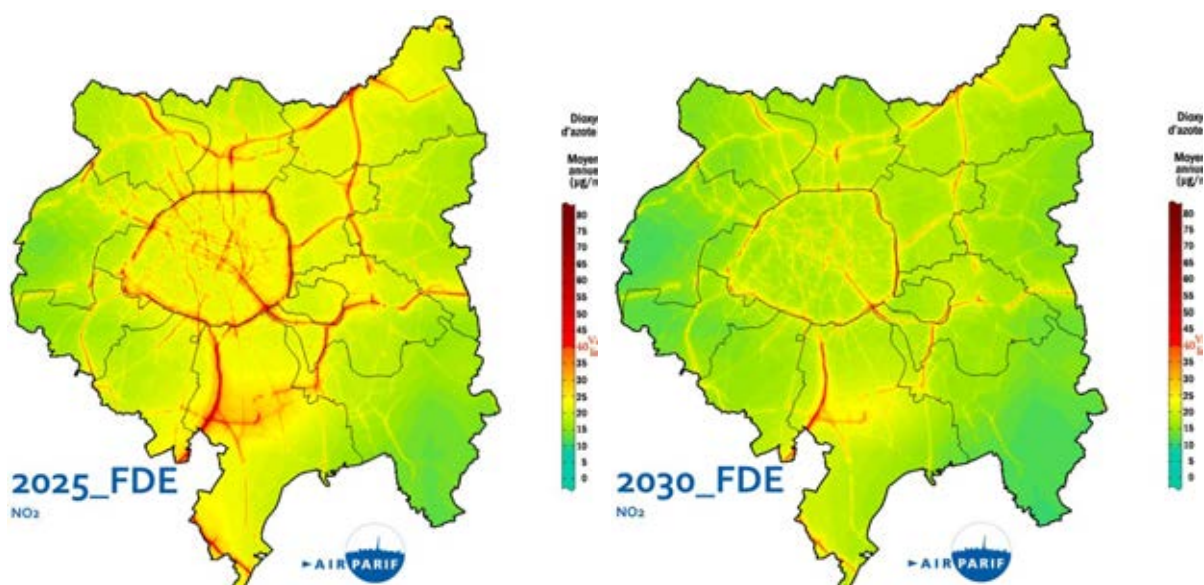 Dioxy
d'azote
Moyen
annue
(µg/m
80
75
70
65
60
55
50
45
40
35
30
25
20
15
10
5
0
2025_FDE
NO2
AIRPARIF
Dioxy
d'azote
Moyen
annue
(µg/m
80
75
70
65
60
55
50
45
40
35
30
25
20
15
10
5
0
2030_FDE
NO2
AIRPARIF